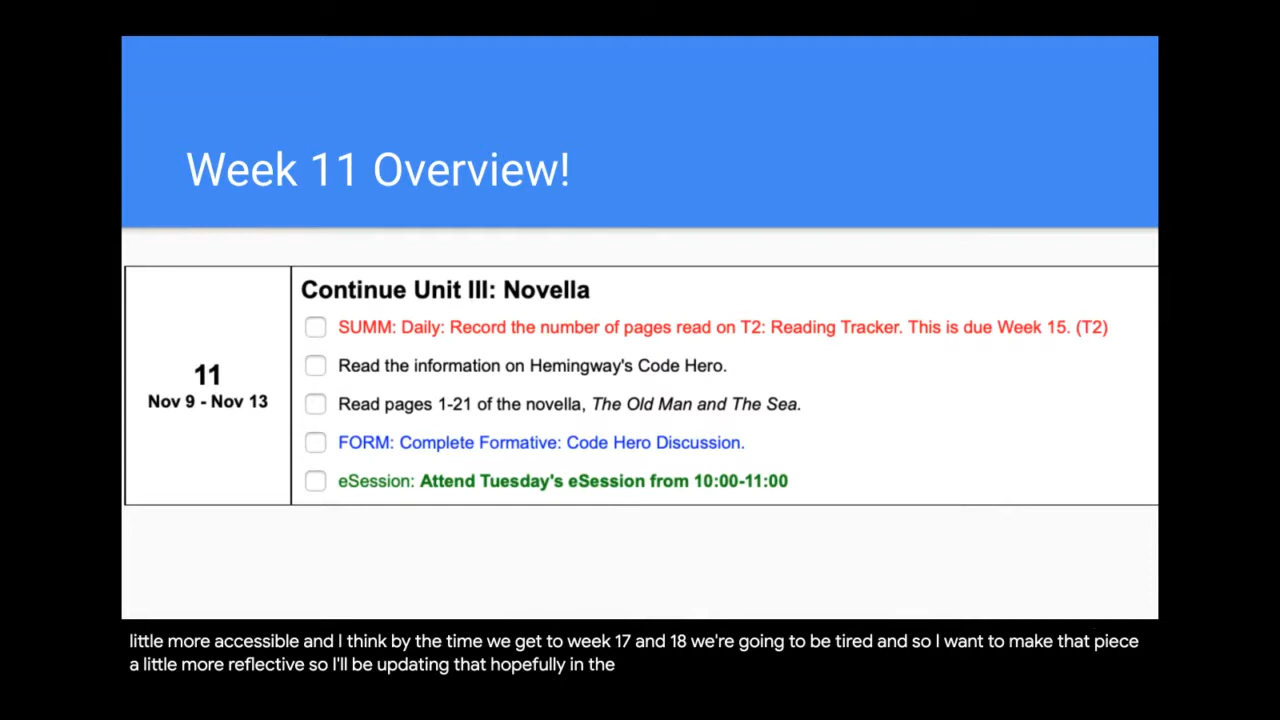 Week 11 Overview!
Continue Unit III: Novella
SUMM: Daily: Record the number of pages read on T2: Reading Tracker. This is due Week 15. (T2)
Read the information on Hemingway's Code Hero.
11
Nov 9 - Nov 13
Read pages 1-21 of the novella, The Old Man and The Sea.
FORM: Complete Formative: Code Hero Discussion.
eSession: Attend Tuesday's eSession from 10:00-11:00
little more accessible and I think by the time we get to week 17 and 18 we're going to be tired and so I want to make that piece
a little more reflective so I'll be updating that hopefully in the